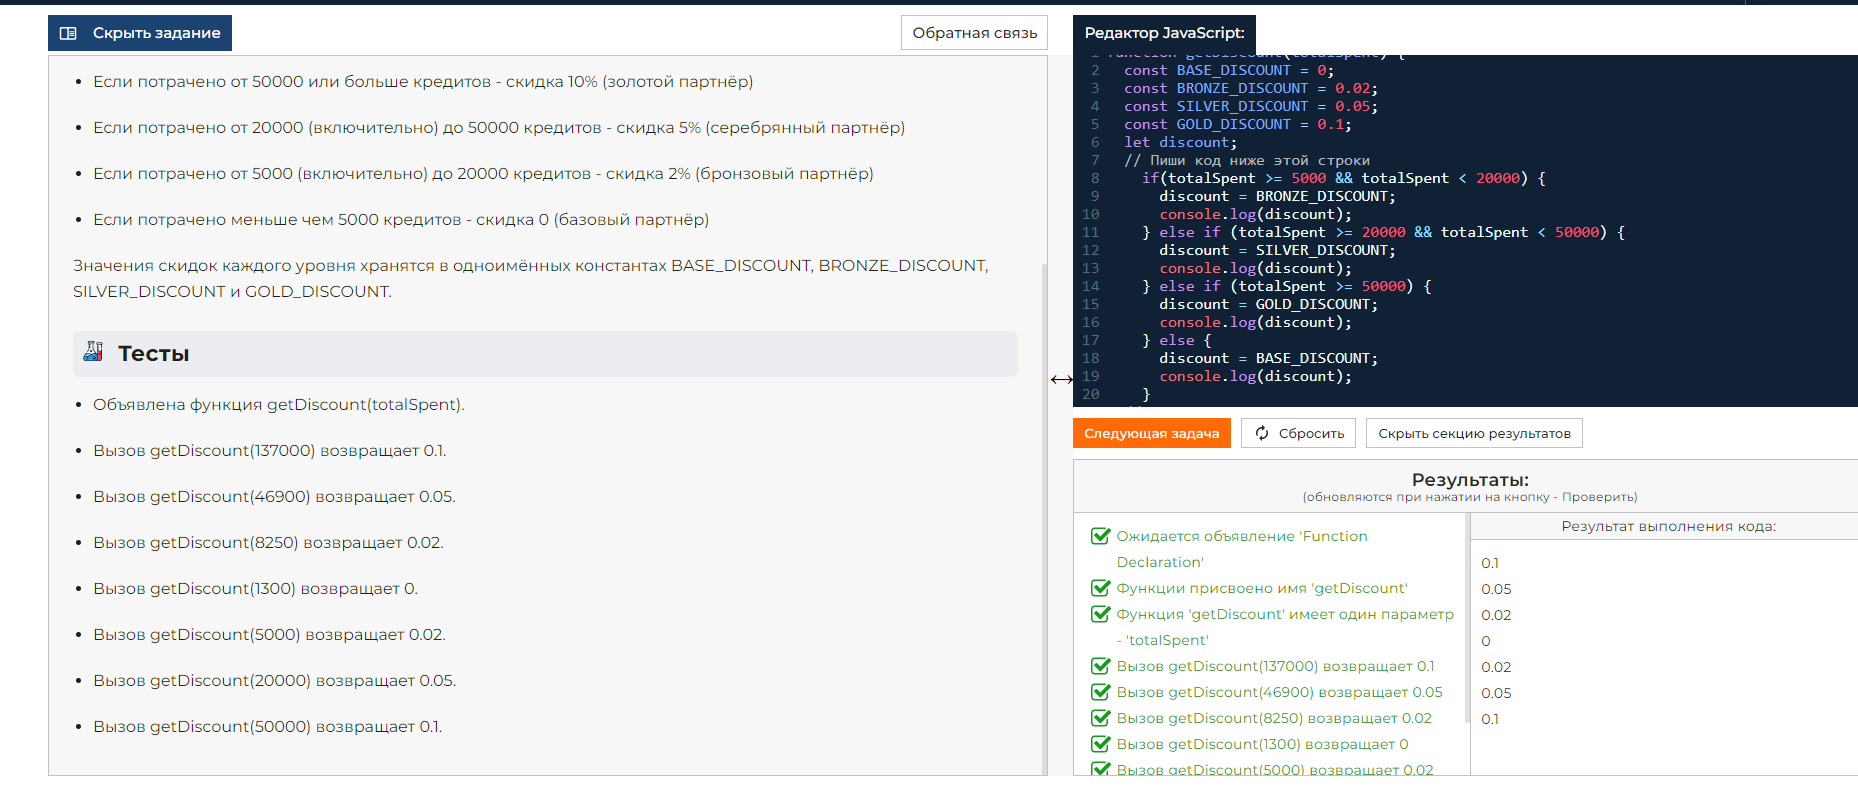 Скрыть задание
Обратная связь
Если потрачено от 50000 или больше кредитов - скидка 10% (золотой партнёр)
Если потрачено от 20000 (включительно) до 50000 кредитов - скидка 5% (серебрянный партнёр)
Если потрачено от 5000 (включительно) до 20000 кредитов - скидка 2% (бронзовый партнёр)
Если потрачено меньше чем 5000 кредитов - скидка 0 (базовый партнёр)
Значения скидок каждого уровня хранятся в одноимённых константах BASE_DISCOUNT, BRONZE_DISCOUNT,
SILVER_DISCOUNT и GOLD_DISCOUNT.
Тесты
Объявлена функция getDiscount(totalSpent).
Вызов getDiscount(137000) возвращает 0.1.
Вызов getDiscount(46900) возвращает 0.05.
Вызов getDiscount(8250) возвращает 0.02.
Вызов getDiscount(1300) возвращает 0.
Вызов getDiscount(5000) возвращает 0.02.
Вызов getDiscount(20000) возвращает 0.05.
Вызов getDiscount(50000) возвращает 0.1.
Редактор JavaScript:
1 function getDiscount(totalSpent) {
2 const BASE_DISCOUNT = 0;
3 const BRONZE_DISCOUNT = 0.02;
4 const SILVER_DISCOUNT = 0.05;
5 const GOLD_DISCOUNT = 0.1;
6 let discount;
7 // Пиши код ниже этой строки
8 if(totalSpent >= 5000 && totalSpent < 20000) {
9 discount = BRONZE_DISCOUNT;
10 console.log(discount);
11 } else if (totalSpent >= 20000 && totalSpent < 50000) {
12 discount = SILVER_DISCOUNT;
13 console.log(discount);
14 } else if (totalSpent >= 50000) {
15 discount = GOLD_DISCOUNT;
16 console.log(discount);
17 } else {
18 discount = BASE_DISCOUNT;
19 console.log(discount);
20 }
Следующая задача
Сбросить
Скрыть секцию результатов
Результаты:
(обновляются при нажатии на кнопку - Проверить)
Ожидается объявление 'Function
Declaration'
Функции присвоено имя 'getDiscount'
Функция 'getDiscount' имеет один параметр
- 'totalSpent'
Вызов getDiscount(137000) возвращает 0.1
Вызов getDiscount(46900) возвращает 0.05
Вызов getDiscount(8250) возвращает 0.02
Вызов getDiscount(1300) возвращает 0
Вызов getDiscount(5000) возвращает 0.02
Результат выполнения кода:
0.1
0.05
0.02
0
0.02
0.05
0.1